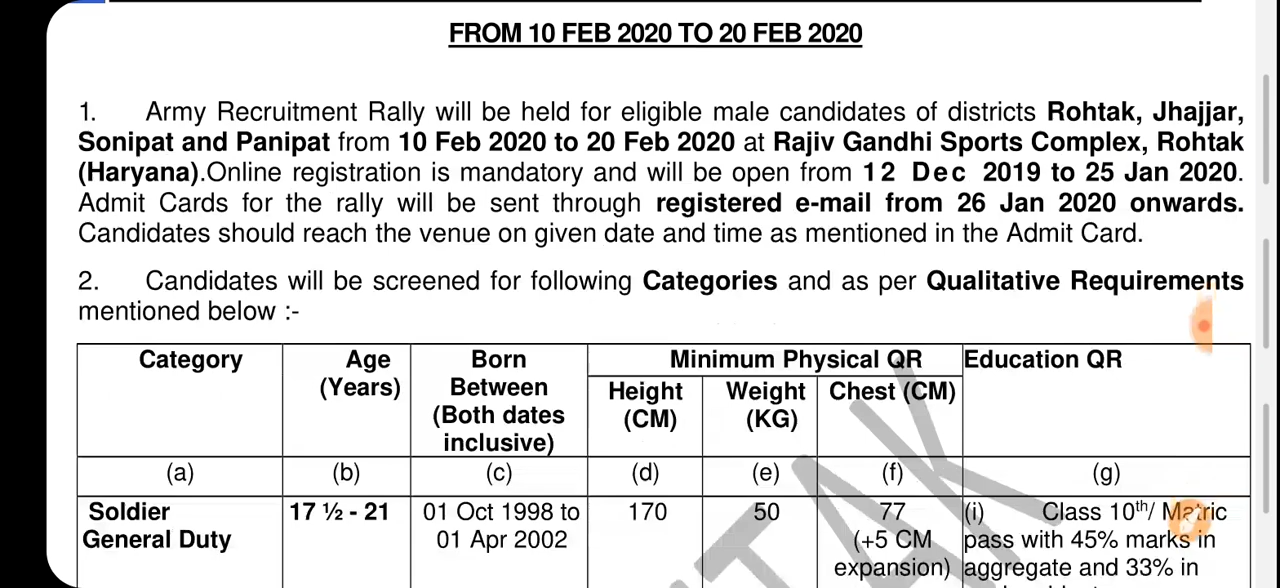 FROM 10 FEB 2020 TO 20 FEB 2020
1. Army Recruitment Rally will be held for eligible male candidates of districts Rohtak, Jhajjar,
Sonipat and Panipat from 10 Feb 2020 to 20 Feb 2020 at Rajiv Gandhi Sports Complex, Rohtak
(Haryana).Online registration is mandatory and will be open from 12 Dec 2019 to 25 Jan 2020.
Admit Cards for the rally will be sent through registered e-mail from 26 Jan 2020 onwards.
Candidates should reach the venue on given date and time as mentioned in the Admit Card.
2. Candidates will be screened for following Categories and as per Qualitative Requirements
mentioned below :-
Category Age Born Minimum Physical QR Education QR
(Years) Between Height Weight Chest (CM)
(Both dates (CM) (KG)
inclusive)
(a) (b) (c) (d) (e) (f) (g)
Soldier 17 ½ - 21 01 Oct 1998 to 170 50 77 (i) Class 10th/ Matric
General Duty 01 Apr 2002 (+5 CM pass with 45% marks in
expansion) aggregate and 33% in